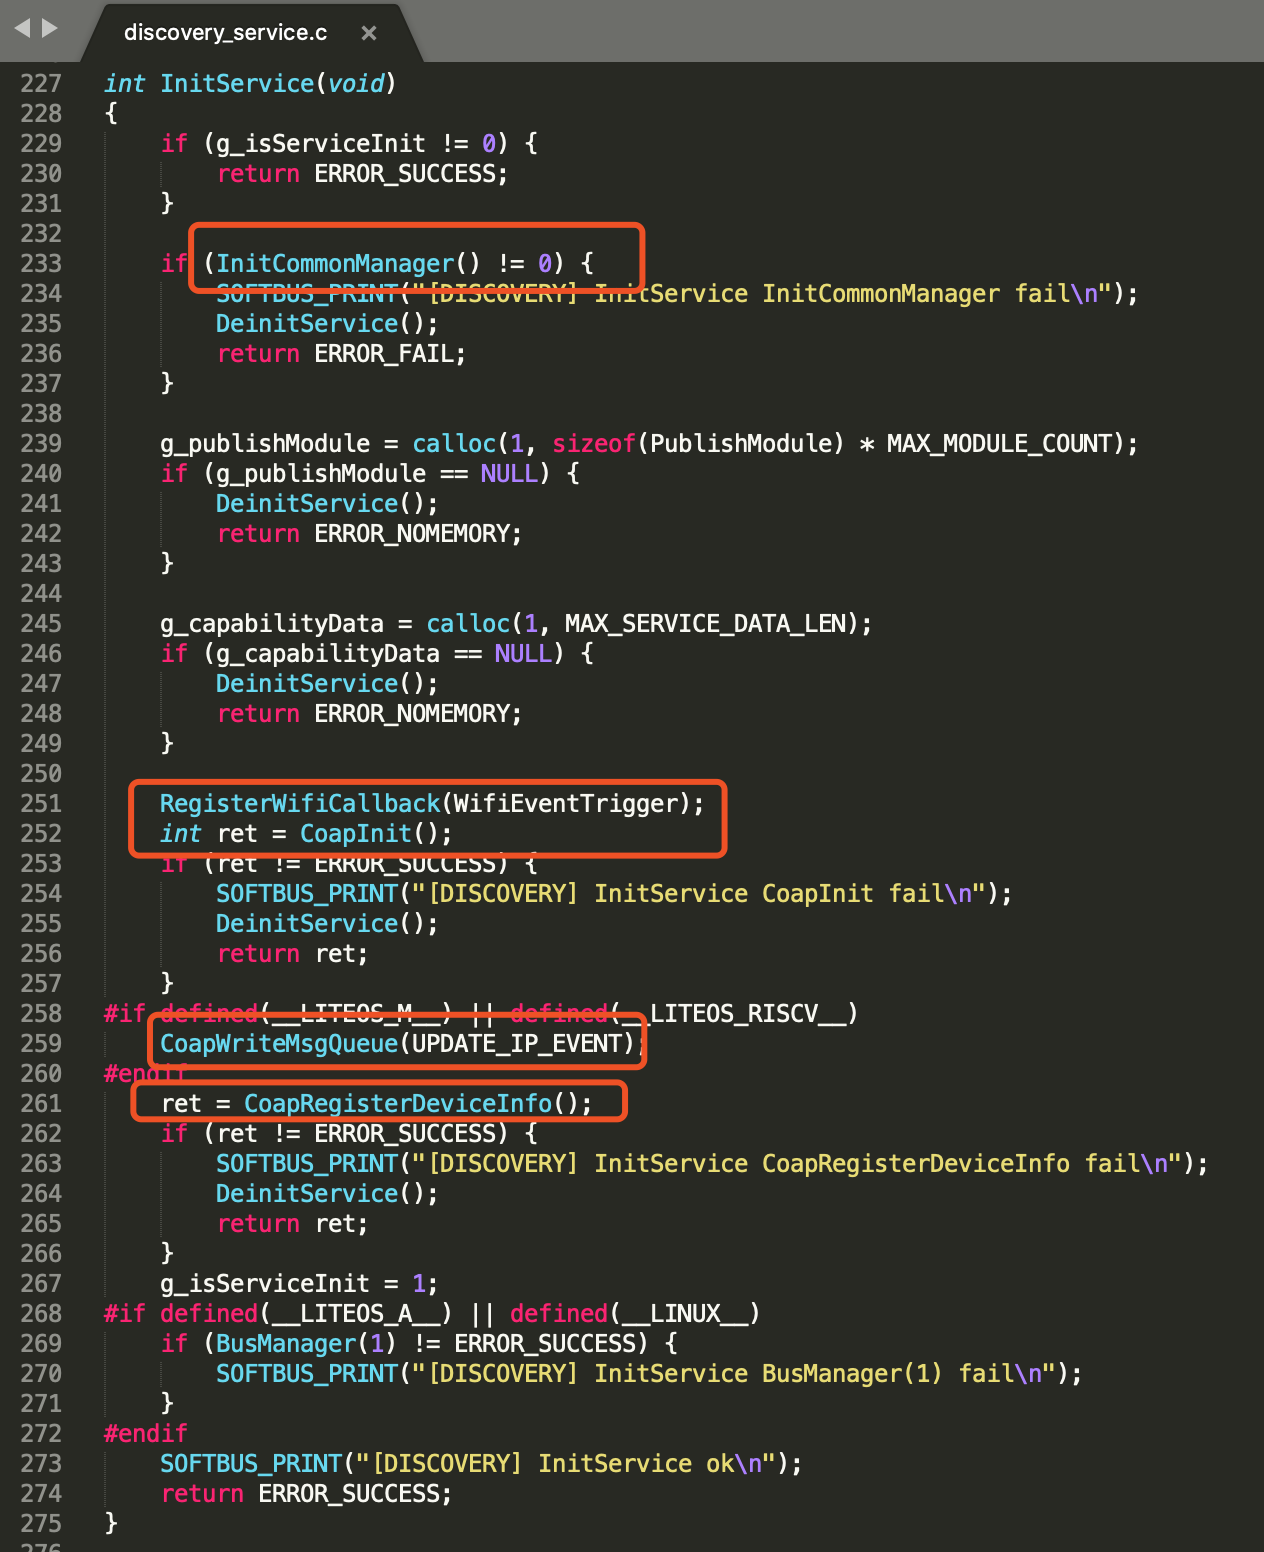 discovery_service.c ×
227 int InitService(void)
228 {
229     if (g_isServiceInit != 0) {
230         return ERROR_SUCCESS;
231     }
232
233     if (InitCommonManager() != 0) {
234         SOFTBUS_PRINT("[DISCOVERY] InitService InitCommonManager fail\n");
235         DeinitService();
236         return ERROR_FAIL;
237     }
238
239     g_publishModule = calloc(1, sizeof(PublishModule) * MAX_MODULE_COUNT);
240     if (g_publishModule == NULL) {
241         DeinitService();
242         return ERROR_NOMEMORY;
243     }
244
245     g_capabilityData = calloc(1, MAX_SERVICE_DATA_LEN);
246     if (g_capabilityData == NULL) {
247         DeinitService();
248         return ERROR_NOMEMORY;
249     }
250
251     RegisterWifiCallback(WifiEventTrigger);
252     int ret = CoapInit();
253     if (ret != ERROR_SUCCESS) {
254         SOFTBUS_PRINT("[DISCOVERY] InitService CoapInit fail\n");
255         DeinitService();
256         return ret;
257     }
258 #if defined(__LITEOS_M__) || defined(__LITEOS_RISCV__)
259     CoapWriteMsgQueue(UPDATE_IP_EVENT);
260 #endif
261     ret = CoapRegisterDeviceInfo();
262     if (ret != ERROR_SUCCESS) {
263         SOFTBUS_PRINT("[DISCOVERY] InitService CoapRegisterDeviceInfo fail\n");
264         DeinitService();
265         return ret;
266     }
267     g_isServiceInit = 1;
268 #if defined(__LITEOS_A__) || defined(__LINUX__)
269     if (BusManager(1) != ERROR_SUCCESS) {
270         SOFTBUS_PRINT("[DISCOVERY] InitService BusManager(1) fail\n");
271     }
272 #endif
273     SOFTBUS_PRINT("[DISCOVERY] InitService ok\n");
274     return ERROR_SUCCESS;
275 }
276